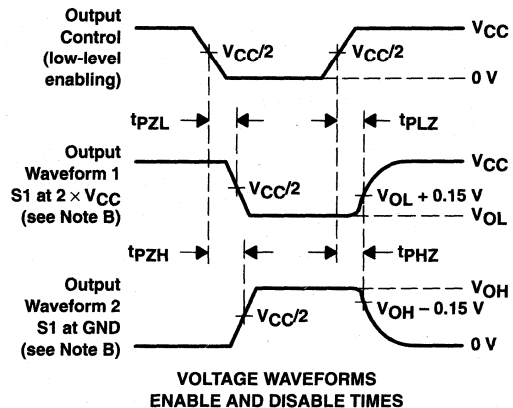 Output
Control
(low-level
enabling)
VCC/2
VCC/2
VCC
0 V
tPZL
tPLZ
Output
Waveform 1
S1 at 2 × VCC
(see Note B)
VCC/2
VCC
VOL + 0.15 V
VOL
tPZH
tPHZ
Output
Waveform 2
S1 at GND
(see Note B)
VCC/2
VOH
VOH − 0.15 V
0 V
VOLTAGE WAVEFORMS
ENABLE AND DISABLE TIMES